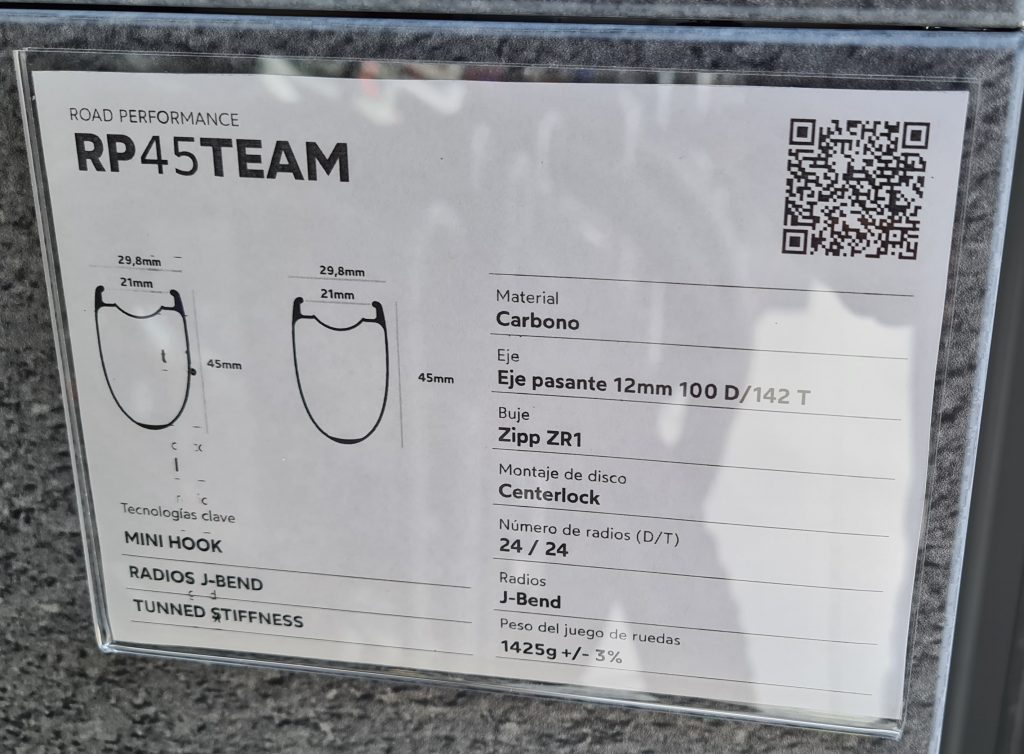 ROAD PERFORMANCE
RP45TEAM
29,8mm
21mm
45mm
29,8mm
21mm
45mm
Tecnologías clave
MINI HOOK
RADIOS J-BEND
TUNNED STIFFNESS
Material
Carbono
Eje
Eje pasante 12mm 100 D/142 T
Buje
Zipp ZR1
Montaje de disco
Centerlock
Número de radios (D/T)
24 / 24
Radios
J-Bend
Peso del juego de ruedas
1425g +/- 3%